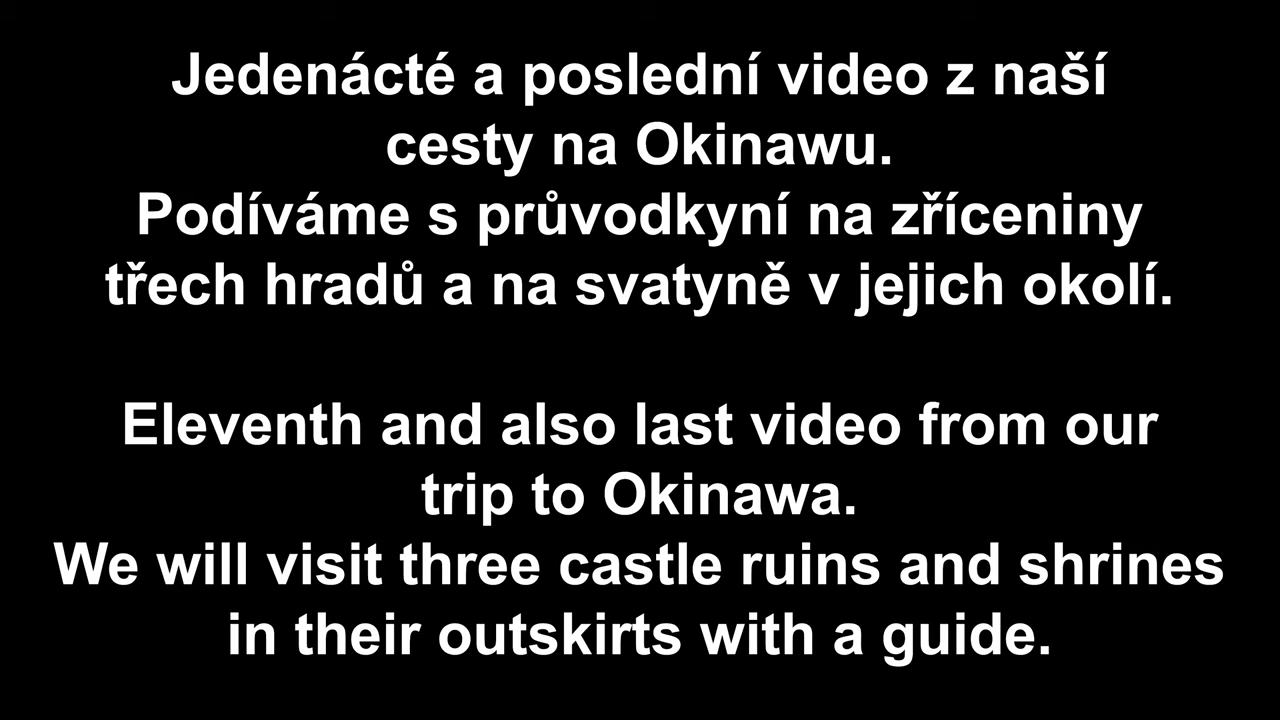 Jedenácté a poslední video z naší
cesty na Okinawu.
Podíváme s průvodkyní na zříceniny
třech hradů a na svatyně v jejich okolí.
Eleventh and also last video from our
trip to Okinawa.
We will visit three castle ruins and shrines
in their outskirts with a guide.